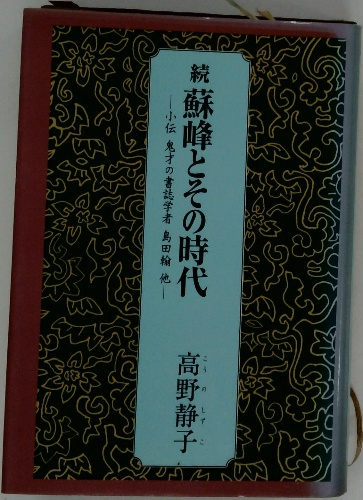 続 蘇峰とその時代
―小伝 鬼才の書誌学者 島田翰 他―
高野静子
こうのしずこ